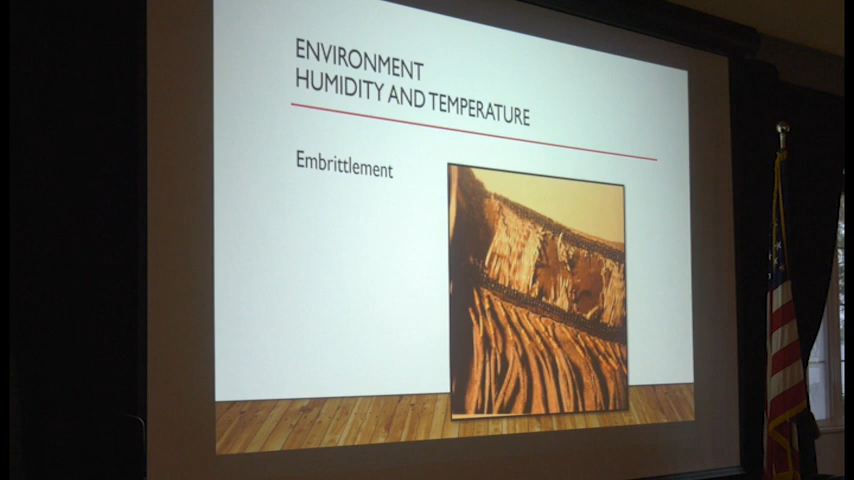 ENVIRONMENT
HUMIDITY AND TEMPERATURE
Embrittlement